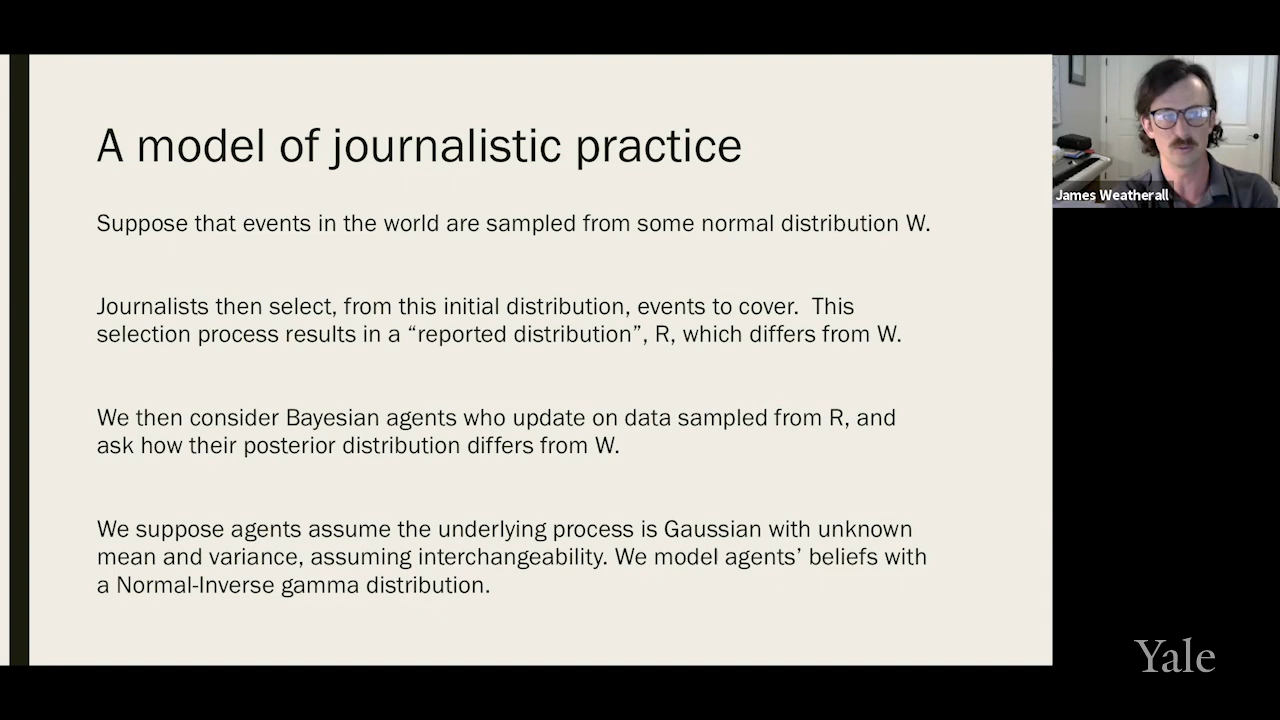 A model of journalistic practice
Suppose that events in the world are sampled from some normal distribution W.
Journalists then select, from this initial distribution, events to cover.  This
selection process results in a “reported distribution”, R, which differs from W.
We then consider Bayesian agents who update on data sampled from R, and
ask how their posterior distribution differs from W.
We suppose agents assume the underlying process is Gaussian with unknown
mean and variance, assuming interchangeability. We model agents’ beliefs with
a Normal-Inverse gamma distribution.
James Weatherall
Yale